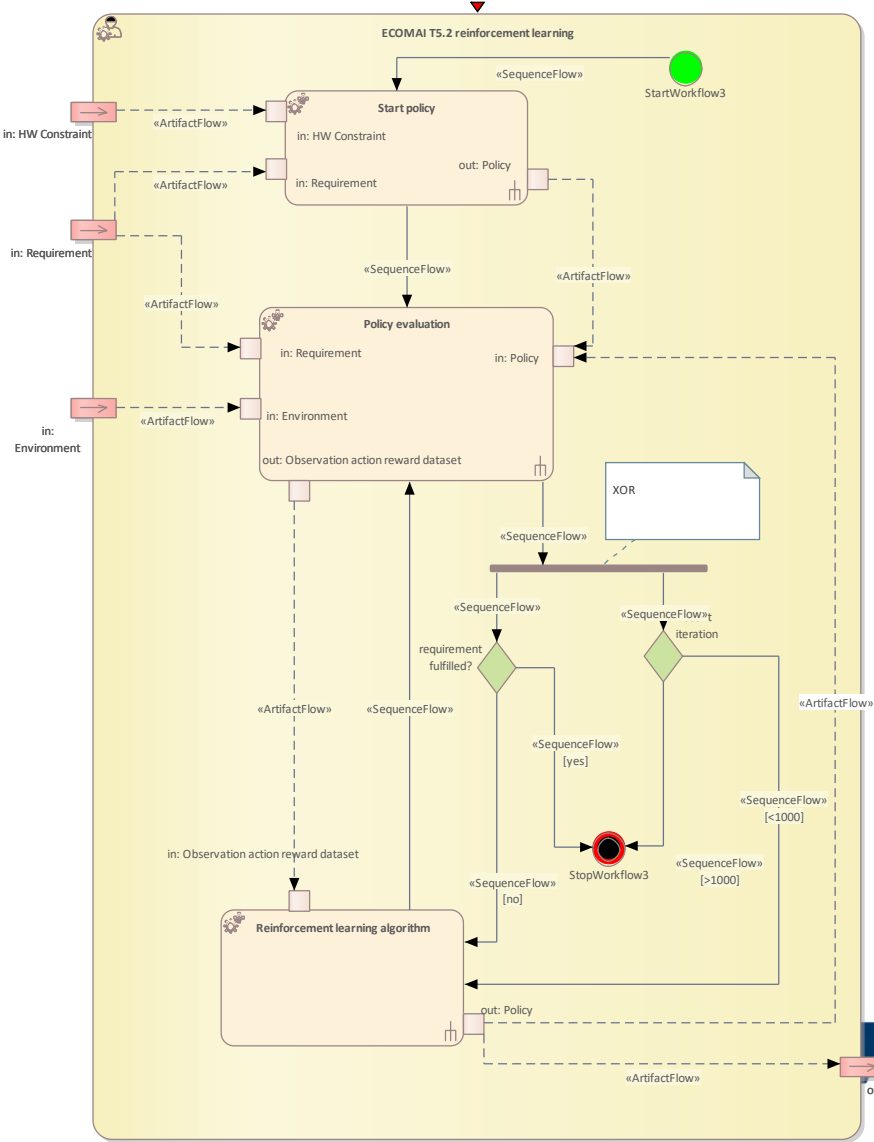 ECOMAI T5.2 reinforcement learning
«SequenceFlow»
StartWorkflow3
Start policy
in: HW Constraint
«ArtifactFlow»
in: HW Constraint
out: Policy
«ArtifactFlow»
in: Requirement
in: Requirement
«SequenceFlow»
«ArtifactFlow»
«ArtifactFlow»
Policy evaluation
in: Requirement
in: Policy
in: Environment
«ArtifactFlow»
in:
Environment
out: Observation action reward dataset
XOR
«SequenceFlow»
«SequenceFlow»
«SequenceFlow»
iteration
requirement
fulfilled?
«ArtifactFlow»
«ArtifactFlow»
«SequenceFlow»
«SequenceFlow»
[yes]
«SequenceFlow»
[<1000]
in: Observation action reward dataset
StopWorkflow3
«SequenceFlow»
[>1000]
«SequenceFlow»
[no]
Reinforcement learning algorithm
out: Policy
«ArtifactFlow»